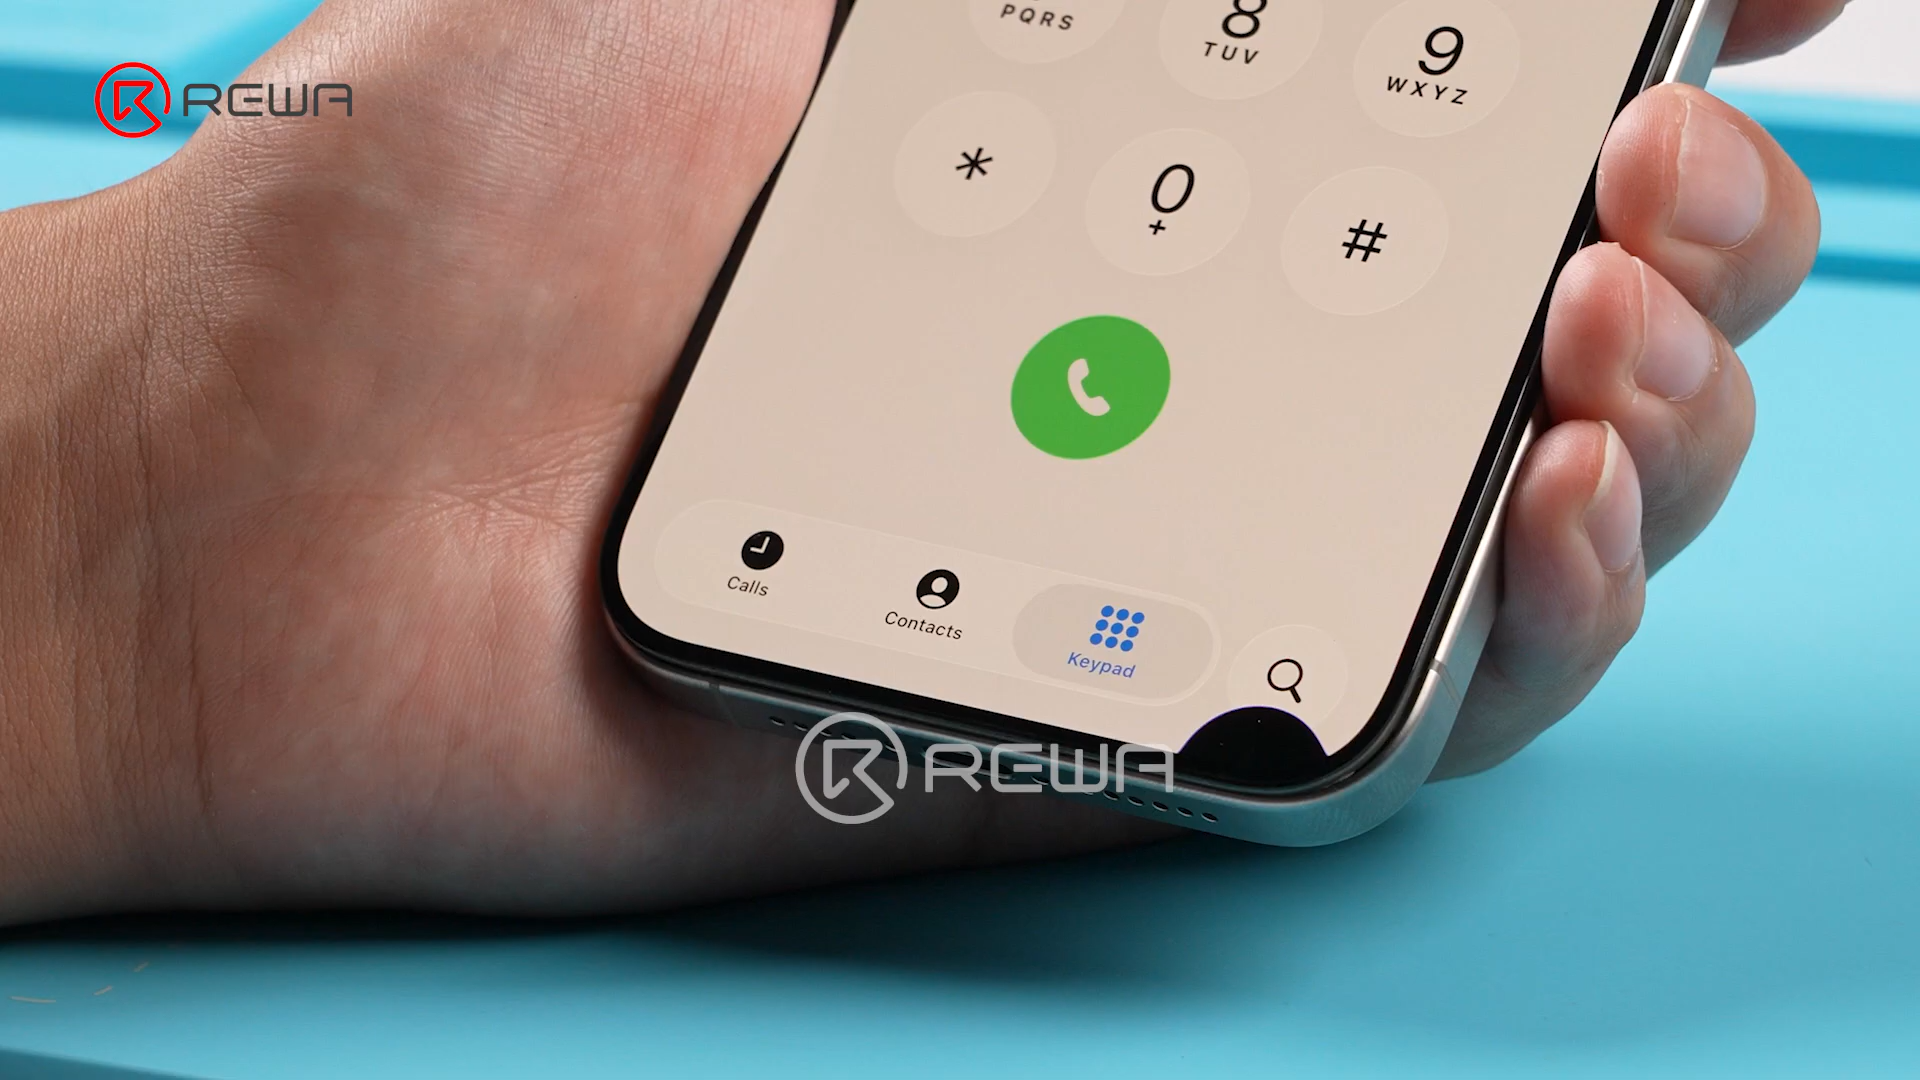 REWA
PQRS
8
TUV
9
WXYZ
*
0
+
#
Calls
Contacts
Keypad
REWA